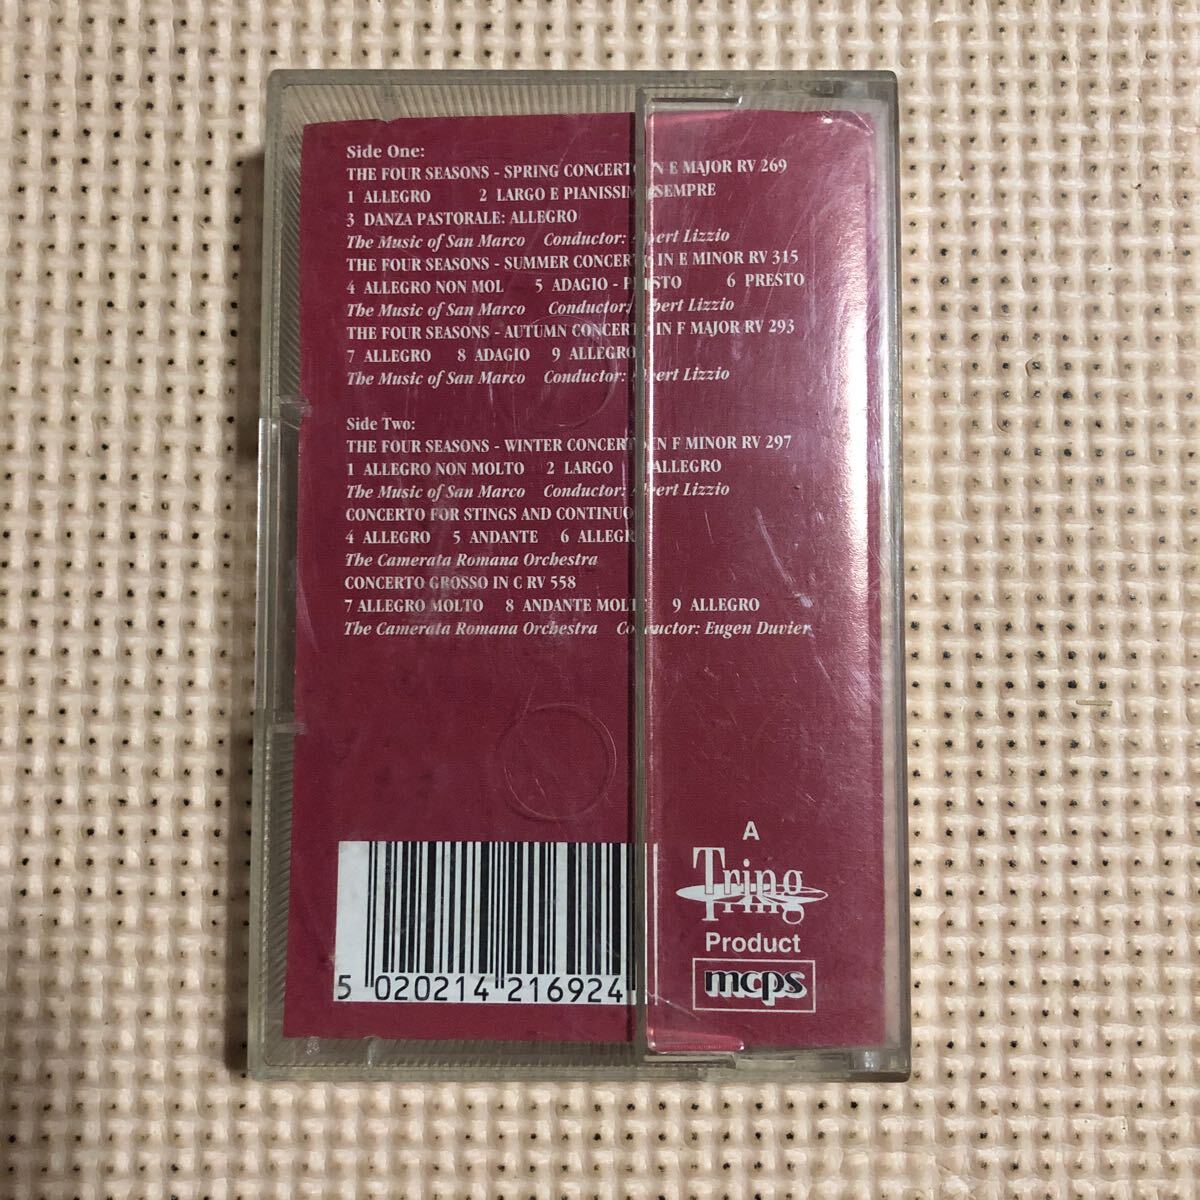 Side One:
THE FOUR SEASONS - SPRING CONCERTO IN E MAJOR RV 269
1 ALLEGRO 2 LARGO E PIANISSIMO SEMPRE
3 DANZA PASTORALE: ALLEGRO
The Music of San Marco Conductor: Albert Lizzio
THE FOUR SEASONS - SUMMER CONCERTO IN E MINOR RV 315
4 ALLEGRO NON MOL 5 ADAGIO - PRESTO 6 PRESTO
The Music of San Marco Conductor: Albert Lizzio
THE FOUR SEASONS - AUTUMN CONCERTO IN F MAJOR RV 293
7 ALLEGRO 8 ADAGIO 9 ALLEGRO
The Music of San Marco Conductor: Albert Lizzio
Side Two:
THE FOUR SEASONS - WINTER CONCERTO IN F MINOR RV 297
1 ALLEGRO NON MOLTO 2 LARGO 3 ALLEGRO
The Music of San Marco Conductor: Albert Lizzio
CONCERTO FOR STINGS AND CONTINUO
4 ALLEGRO 5 ANDANTE 6 ALLEGRO
The Camerata Romana Orchestra
CONCERTO GROSSO IN C RV 558
7 ALLEGRO MOLTO 8 ANDANTE MOLTO 9 ALLEGRO
The Camerata Romana Orchestra Conductor: Eugen Duvier
A
Tring
Product
mcps
5 020214 216924